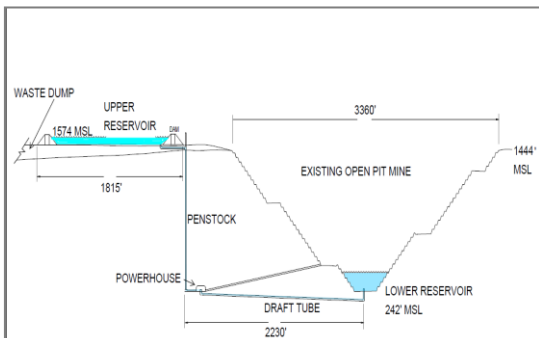 3360'
WASTE DUMP
UPPER
RESERVOIR
1574 MSL
DAM
1444'
MSL
EXISTING OPEN PIT MINE
1815'
PENSTOCK
POWERHOUSE
LOWER RESERVOIR
242' MSL
DRAFT TUBE
2230'